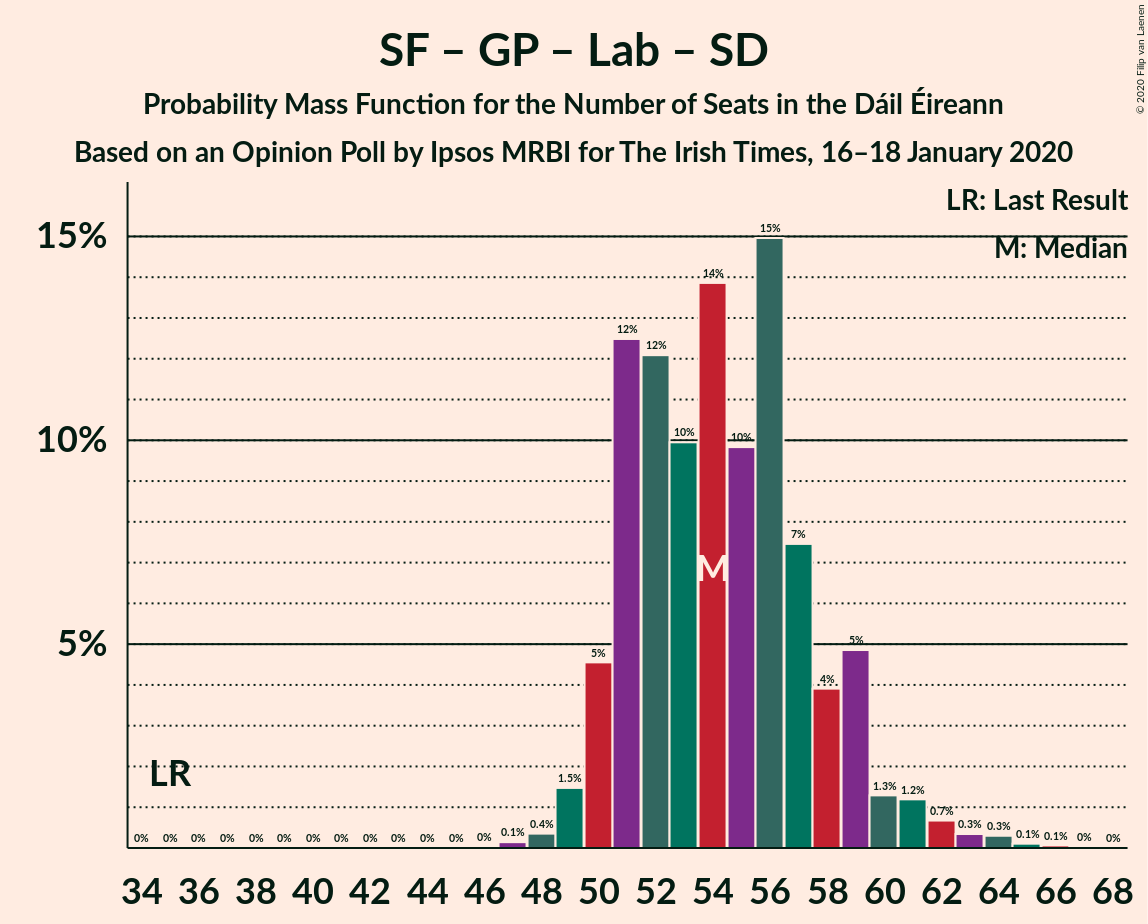 SF – GP – Lab – SD
Probability Mass Function for the Number of Seats in the Dáil Éireann
Based on an Opinion Poll by Ipsos MRBI for The Irish Times, 16–18 January 2020
© 2020 Filip van Laenen
LR: Last Result
M: Median
15%
10%
5%
0% 0% 0% 0% 0% 0% 0% 0% 0% 0% 0% 0% 0% 0.1% 0.4% 1.5% 5% 12% 12% 10% 14% 10% 15% 7% 4% 5% 1.3% 1.2% 0.7% 0.3% 0.3% 0.1% 0.1% 0% 0%
M
LR
34 36 38 40 42 44 46 48 50 52 54 56 58 60 62 64 66 68